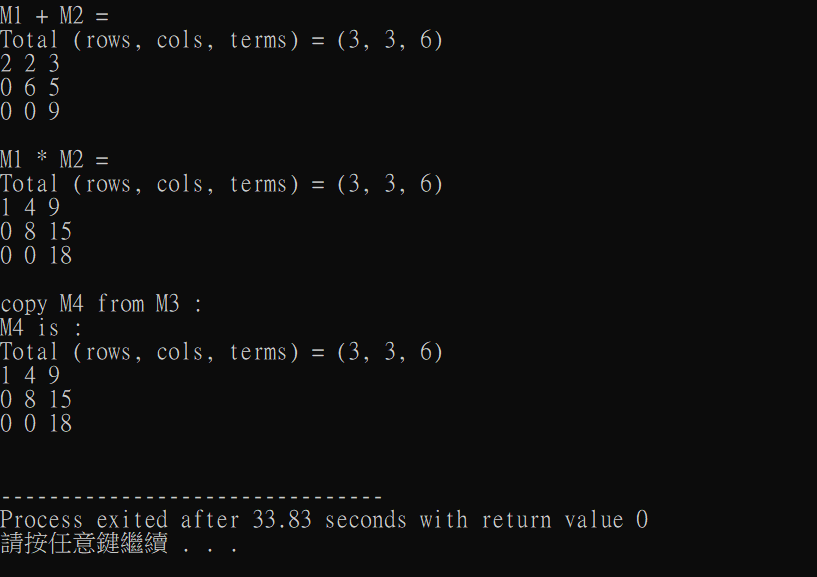 M1 + M2 =
Total (rows, cols, terms) = (3, 3, 6)
2 2 3
0 6 5
0 0 9
M1 * M2 =
Total (rows, cols, terms) = (3, 3, 6)
1 4 9
0 8 15
0 0 18
copy M4 from M3 :
M4 is :
Total (rows, cols, terms) = (3, 3, 6)
1 4 9
0 8 15
0 0 18
--------------------------------
Process exited after 33.83 seconds with return value 0
請按任意鍵繼續 . . .